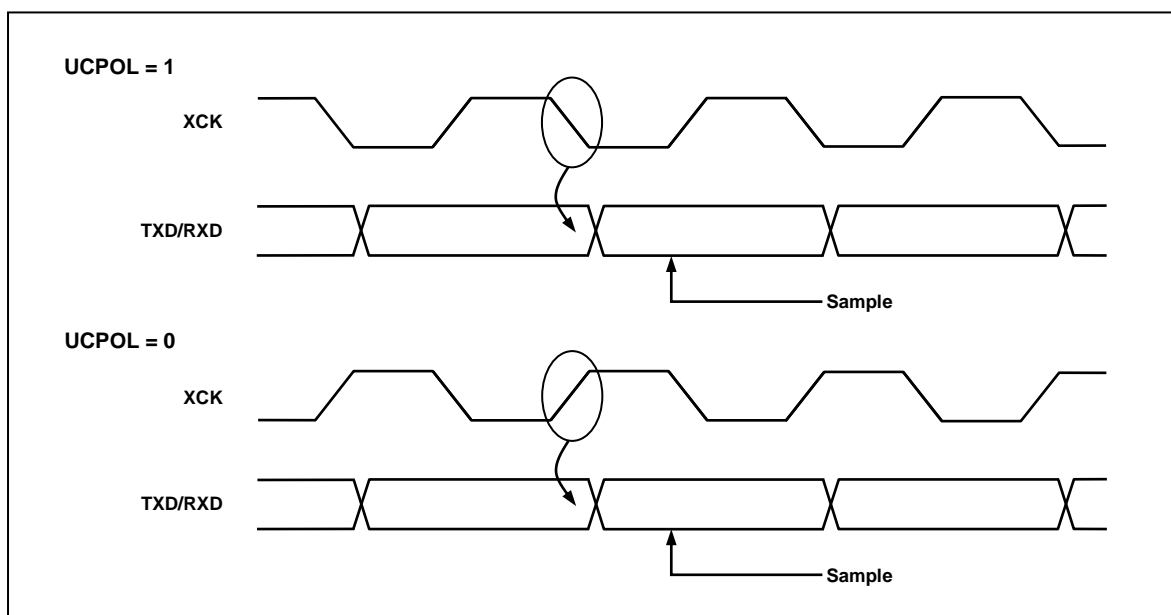 UCPOL = 1
XCK
TXD/RXD
Sample
UCPOL = 0
XCK
TXD/RXD
Sample